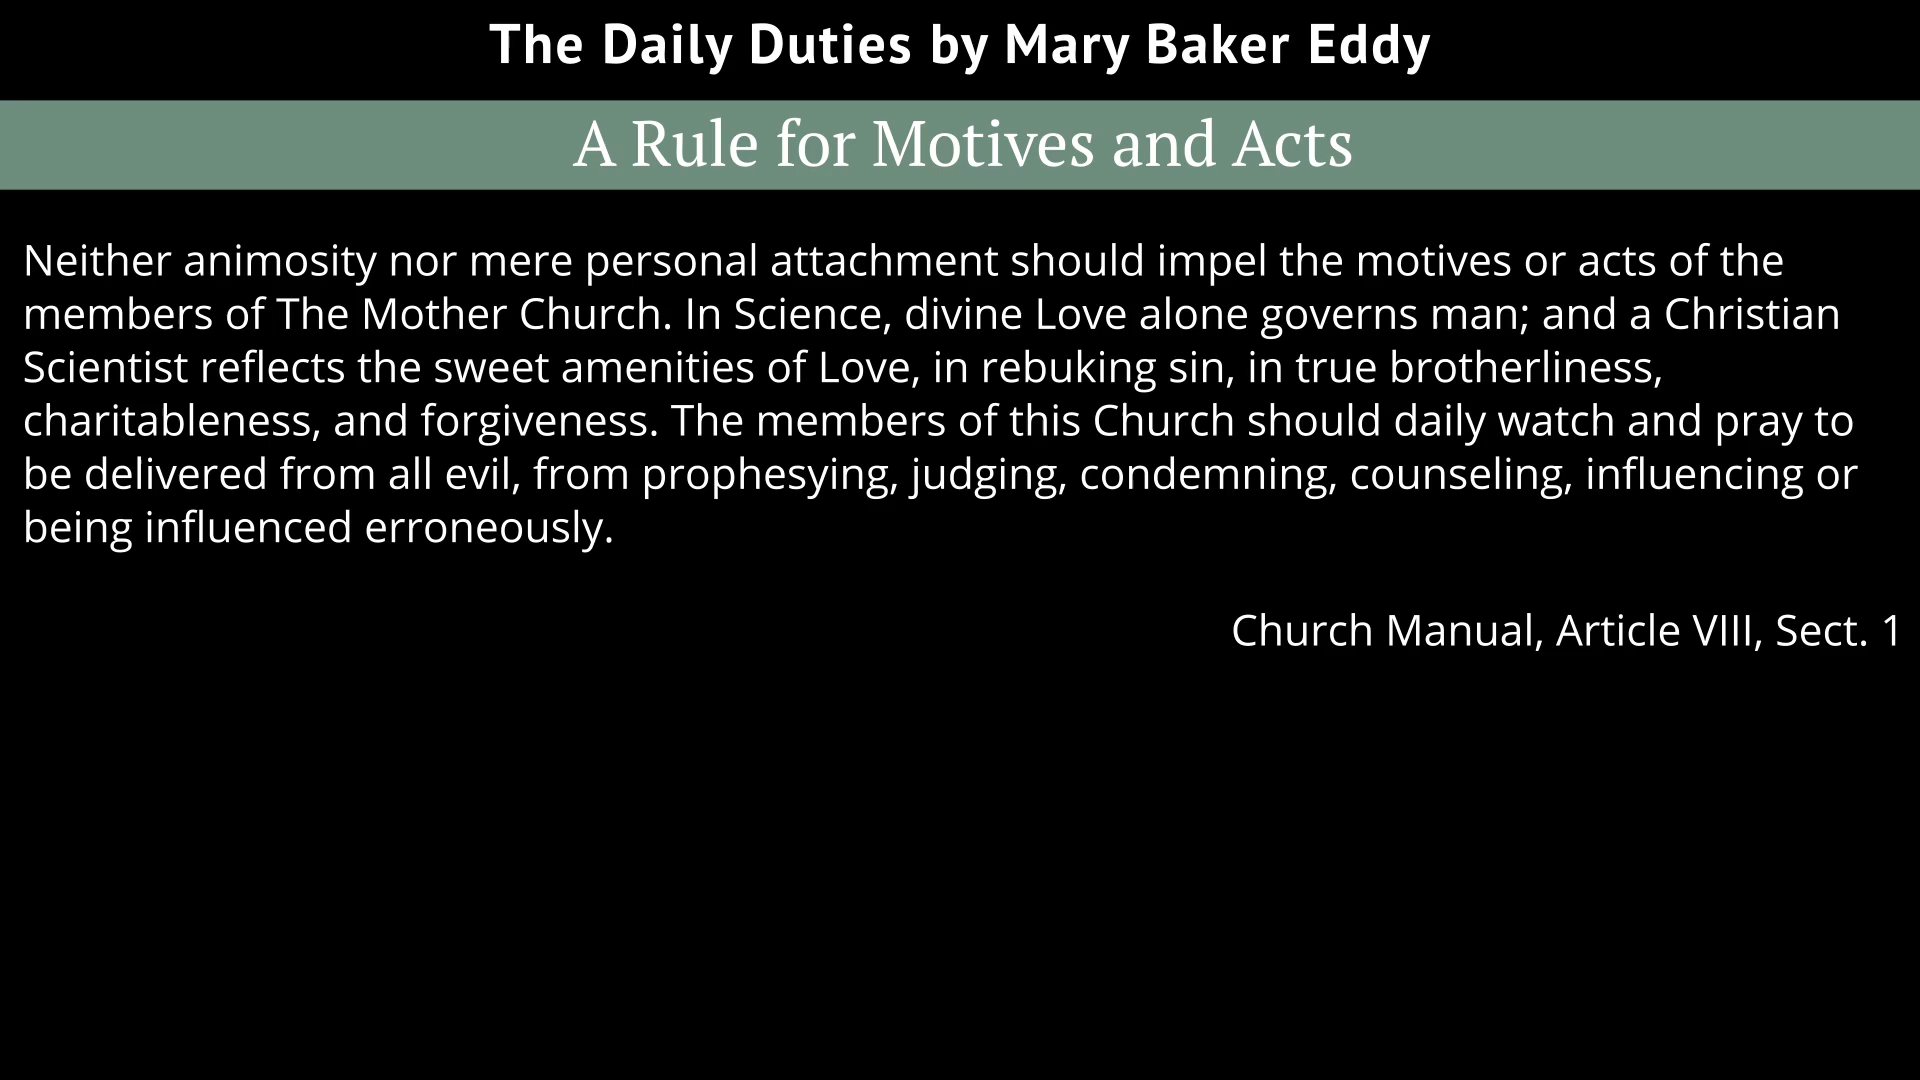 The Daily Duties by Mary Baker Eddy
A Rule for Motives and Acts
Neither animosity nor mere personal attachment should impel the motives or acts of the
members of The Mother Church. In Science, divine Love alone governs man; and a Christian
Scientist reflects the sweet amenities of Love, in rebuking sin, in true brotherliness,
charitableness, and forgiveness. The members of this Church should daily watch and pray to
be delivered from all evil, from prophesying, judging, condemning, counseling, influencing or
being influenced erroneously.
Church Manual, Article VIII, Sect. 1